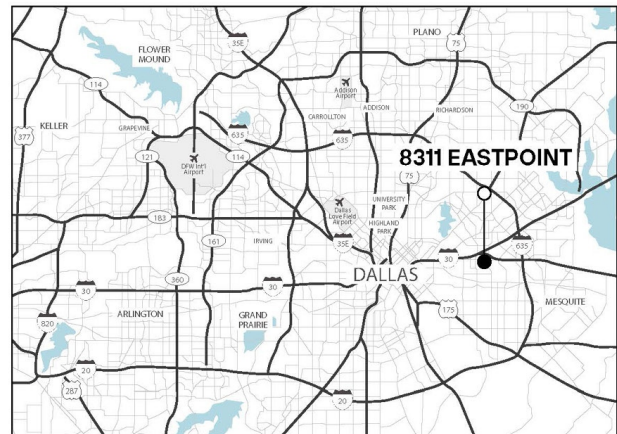 PLANO
FLOWER
MOUND
35E
75
114
Addison
Airport
ADDISON
190
KELLER
377
GRAPEVINE
635
CARROLLTON
RICHARDSON
121
114
635
8311 EASTPOINT
DFW Int'l
Airport
75
Dallas
Love Field
Airport
UNIVERSITY
PARK
HIGHLAND
PARK
183
161
IRVING
35E
635
30
DALLAS
360
30
30
MESQUITE
ARLINGTON
GRAND
PRAIRIE
175
820
20
20
287